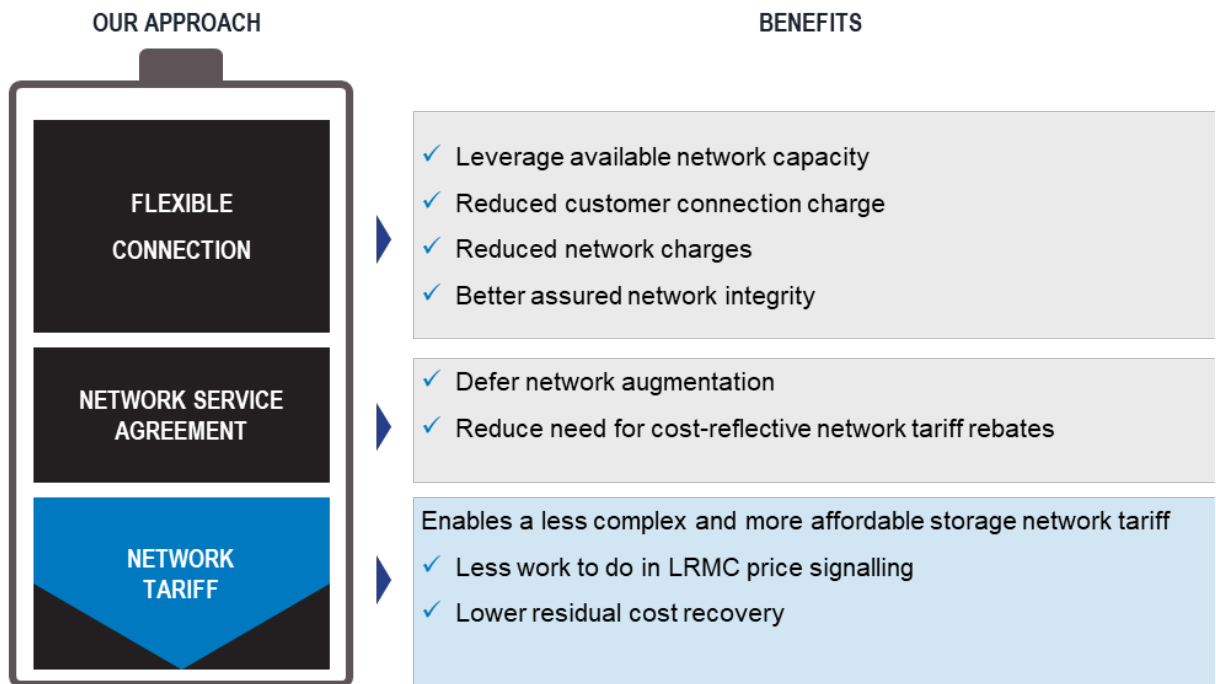 OUR APPROACH
BENEFITS
FLEXIBLE
CONNECTION
✓ Leverage available network capacity
✓ Reduced customer connection charge
✓ Reduced network charges
✓ Better assured network integrity
NETWORK SERVICE
AGREEMENT
✓ Defer network augmentation
✓ Reduce need for cost-reflective network tariff rebates
NETWORK
TARIFF
Enables a less complex and more affordable storage network tariff
✓ Less work to do in LRMC price signalling
✓ Lower residual cost recovery